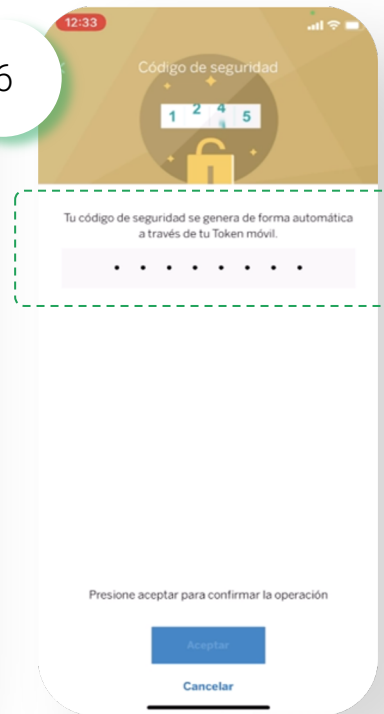 6
12:33
Código de seguridad
1 2 4 5
Tu código de seguridad se genera de forma automática
a través de tu Token móvil.
• • • • • • • •
Presione aceptar para confirmar la operación
Aceptar
Cancelar